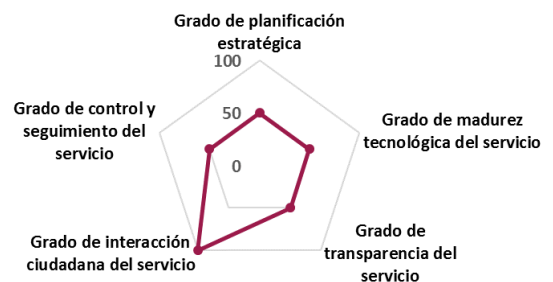 Grado de planificación
estratégica
100
50
0
Grado de madurez
tecnológica del servicio
Grado de
transparencia del
servicio
Grado de interacción
ciudadana del servicio
Grado de control y
seguimiento del
servicio